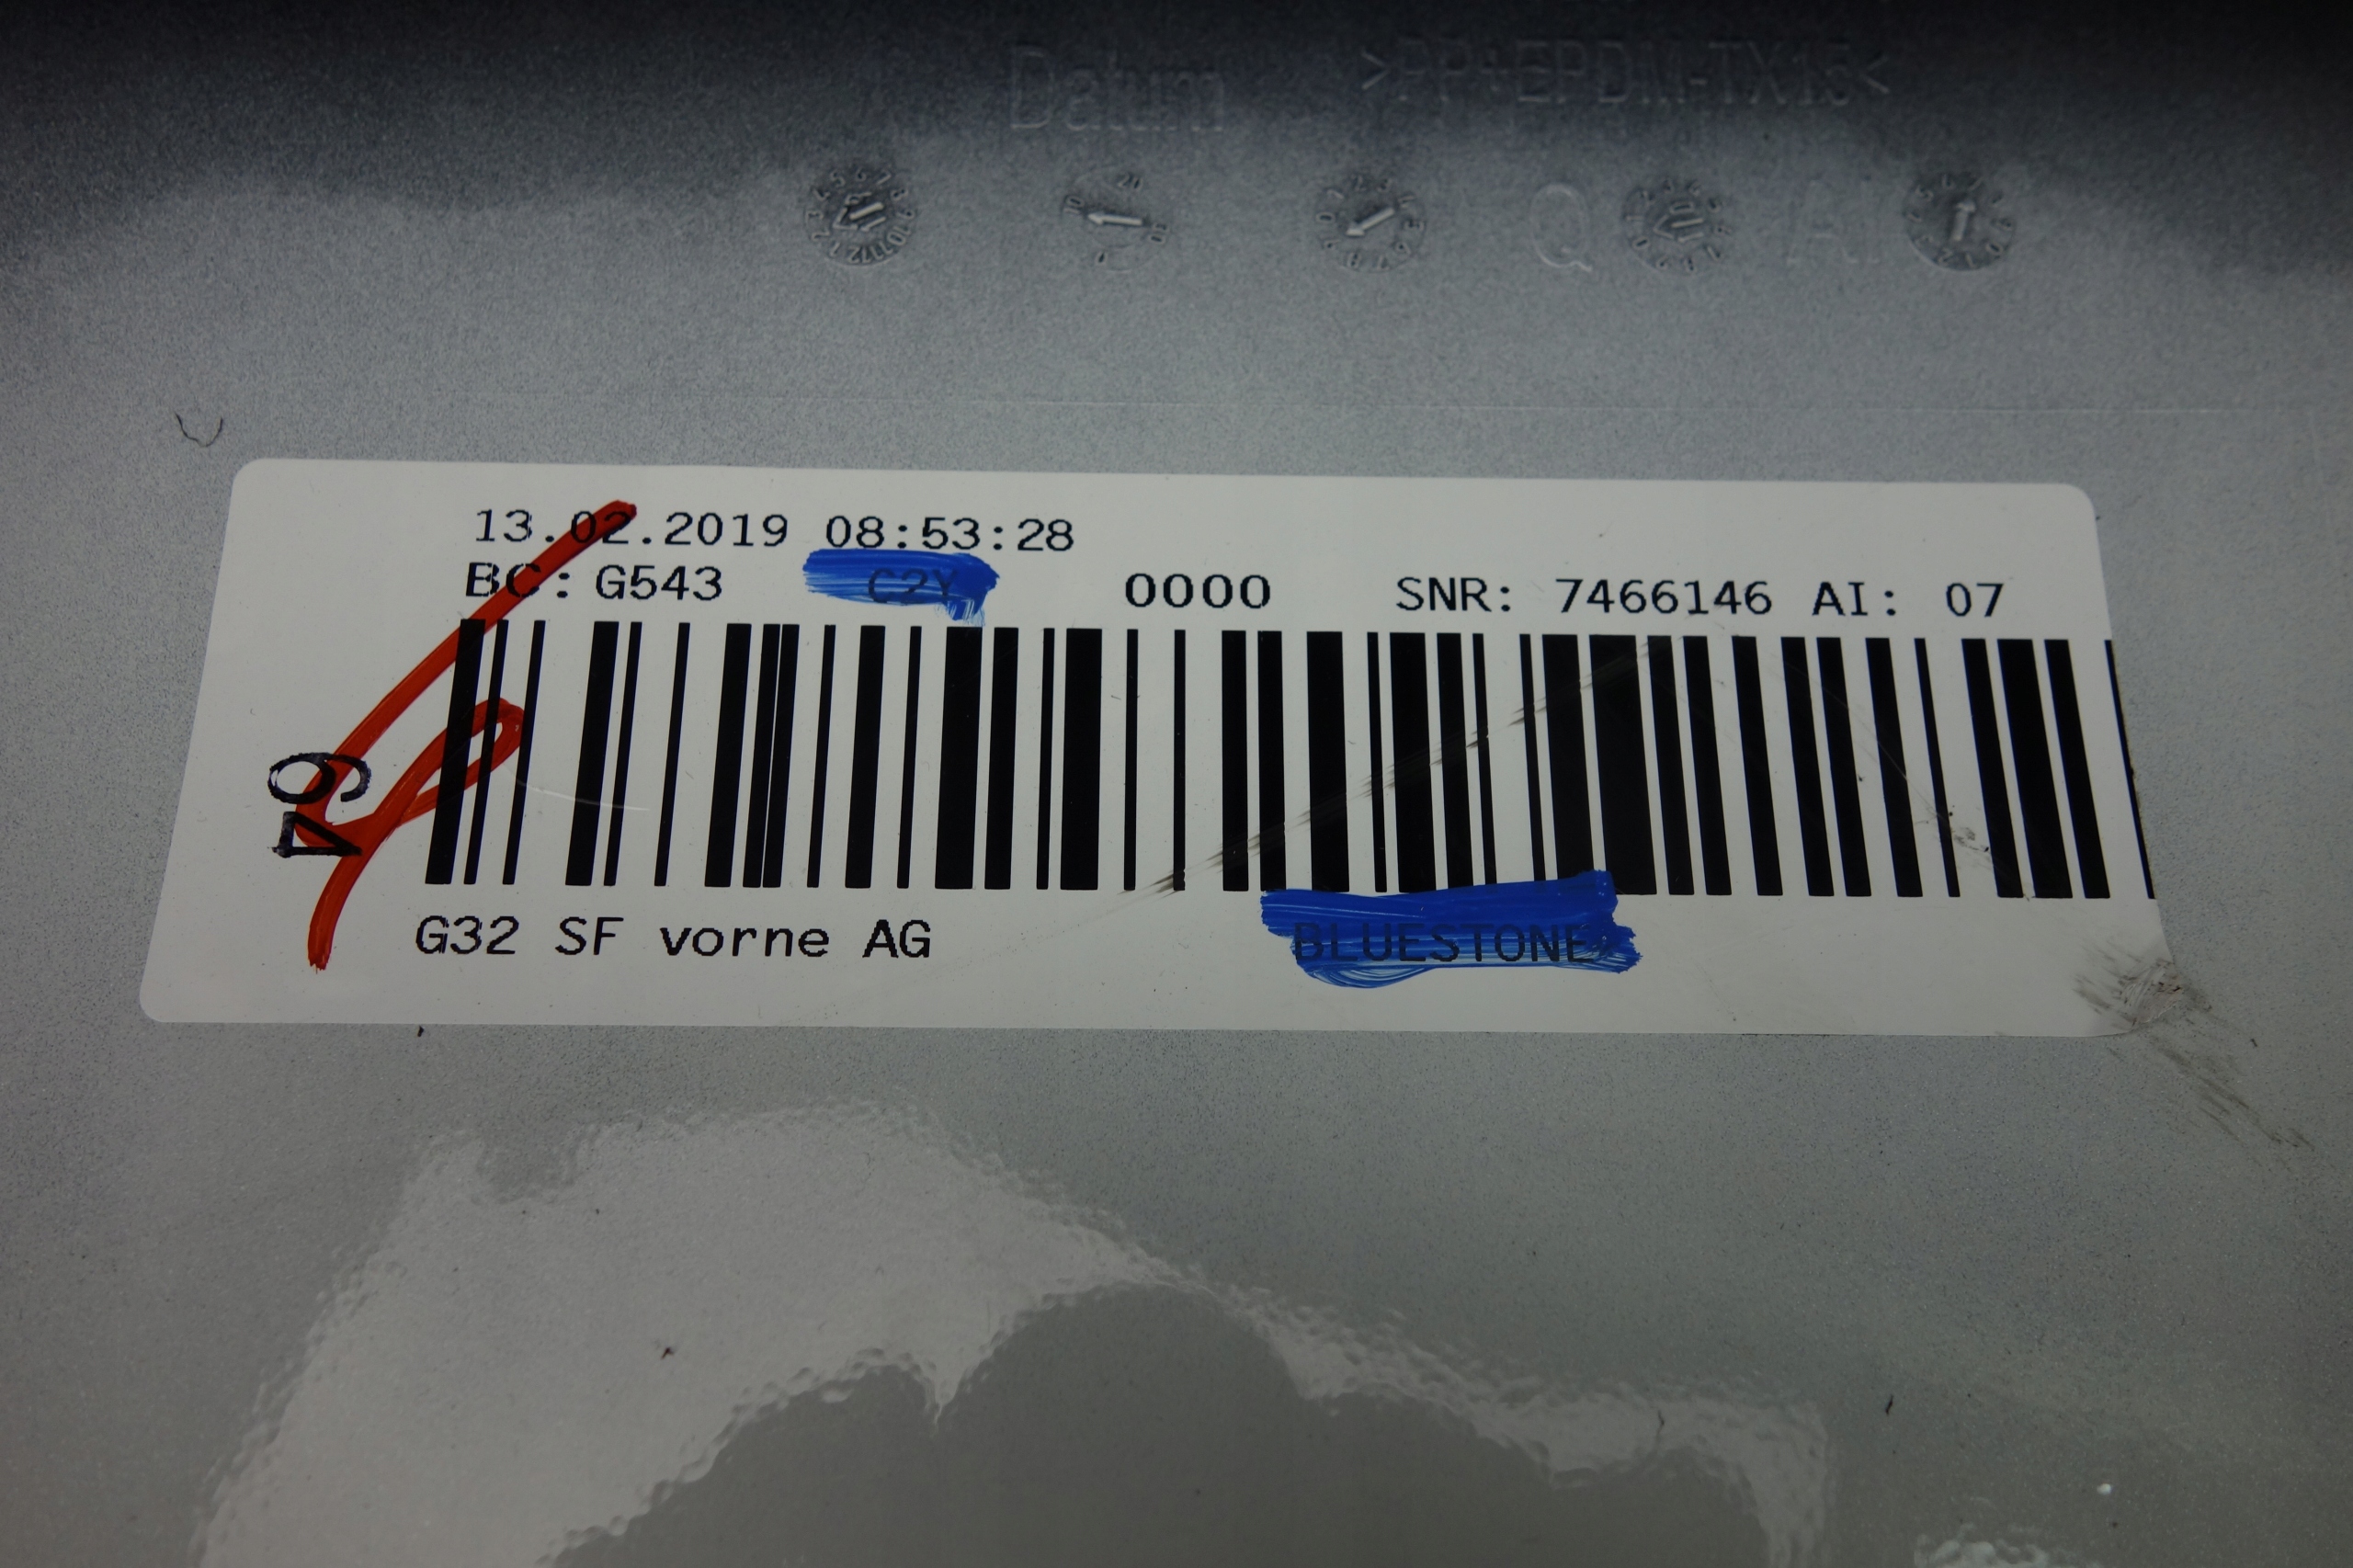 Datum >PP+EPDM-TX15<
Q AI
13.02.2019 08:53:28
BC: G543 C2Y 0000 SNR: 7466146 AI: 07
G32 SF vorne AG BLUESTONE